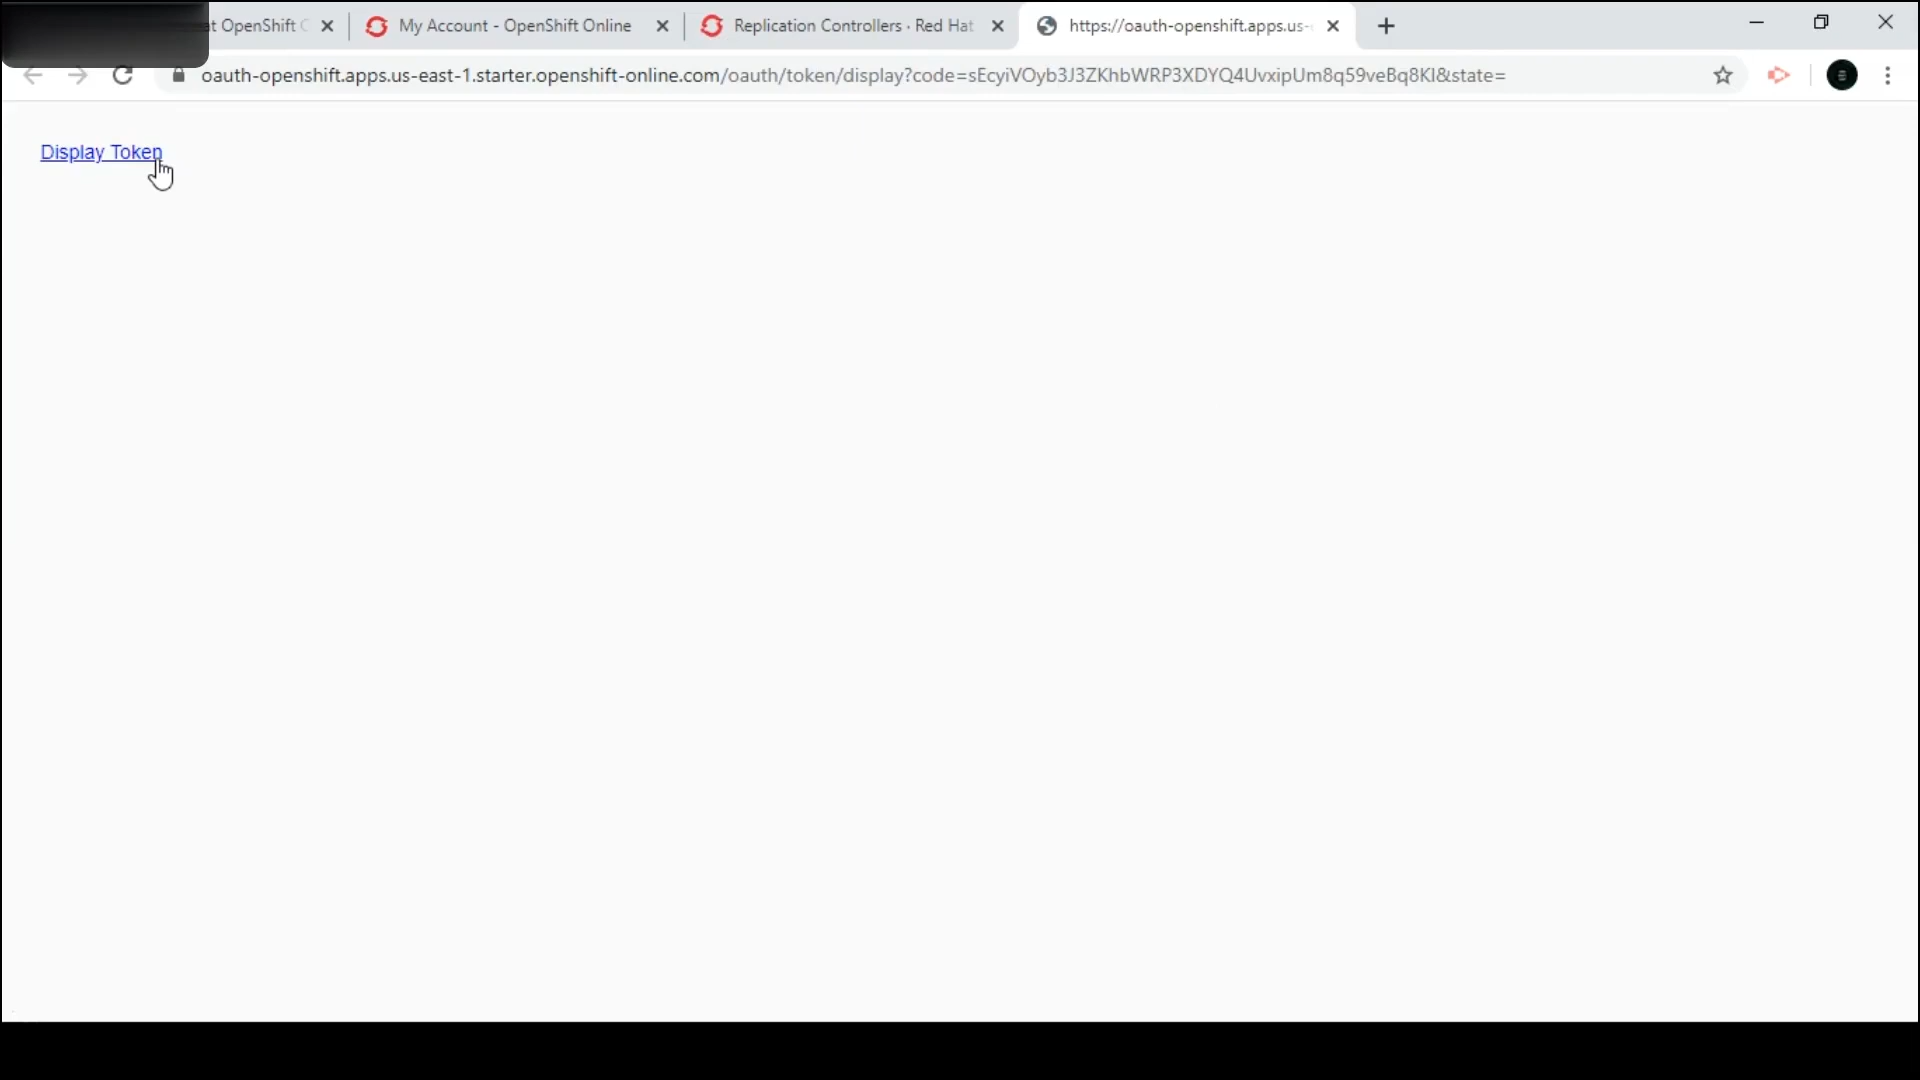 at OpenShift
My Account - OpenShift Online
Replication Controllers · Red Hat
https://oauth-openshift.apps.us-
oauth-openshift.apps.us-east-1.starter.openshift-online.com/oauth/token/display?code=sEcyiVOyb3J3ZKhbWRP3XDYQ4UvxipUm8q59veBq8KI&state=
Display Token